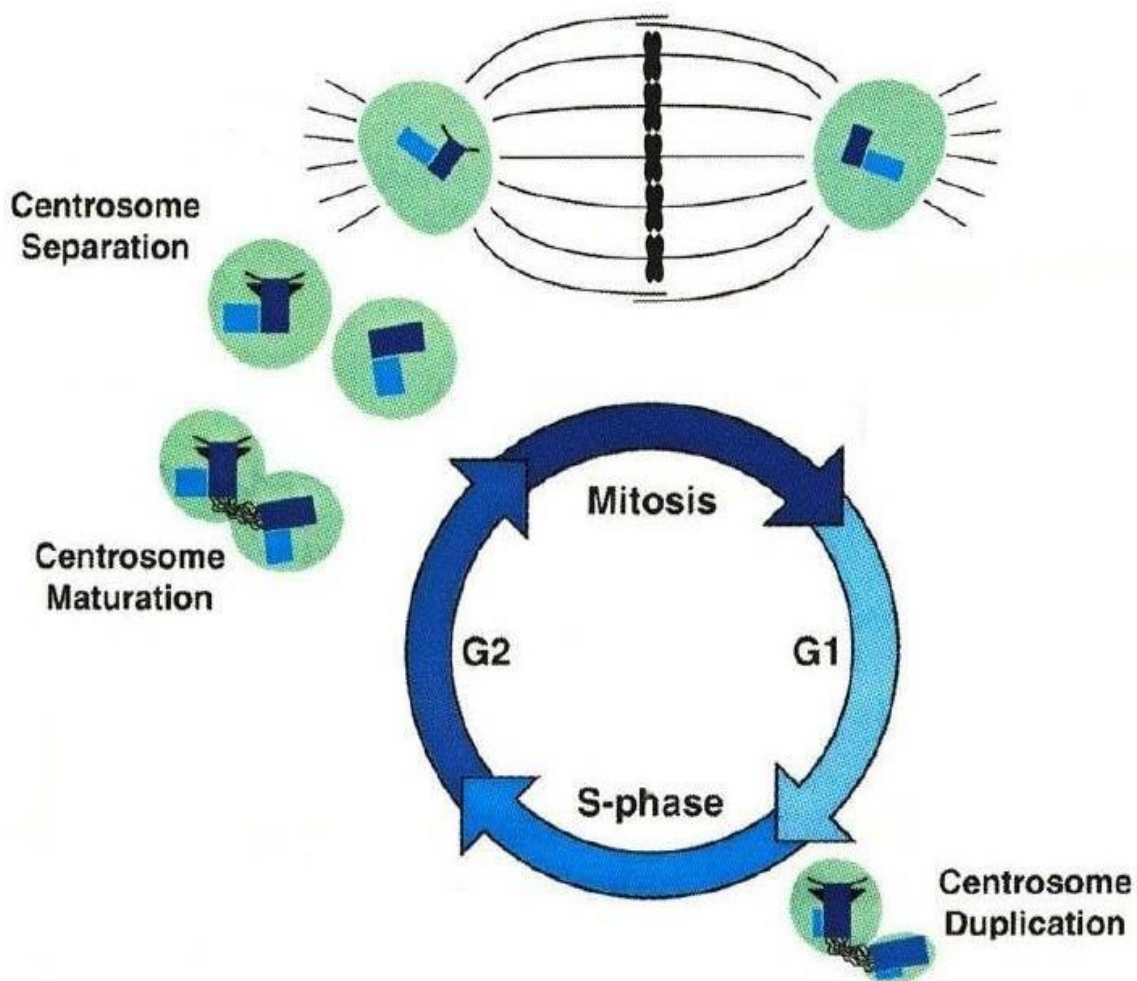 Centrosome
Separation
Centrosome
Maturation
Mitosis
G2
G1
S-phase
Centrosome
Duplication